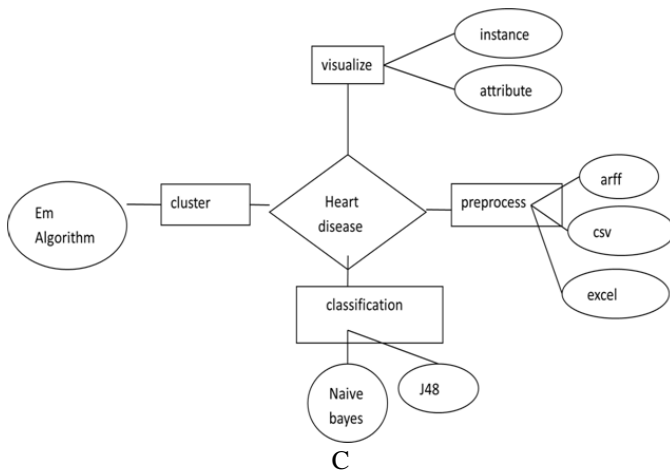 instance
visualize
attribute
Em
Algorithm
cluster
Heart
disease
preprocess
arff
csv
excel
classification
Naive
bayes
J48
C